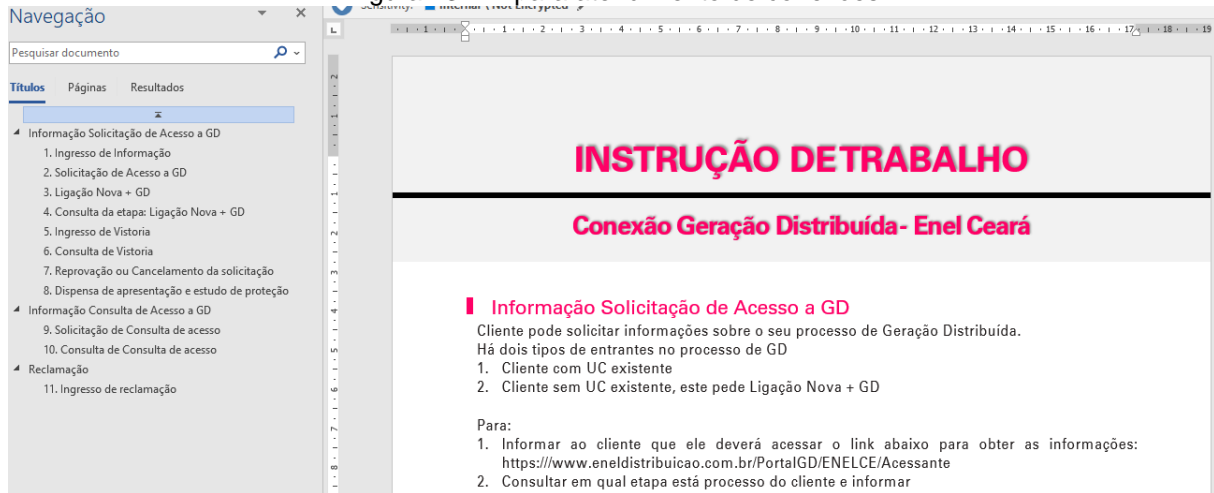 Navegação
Sensitivity: Internal (Not Encrypted)
Pesquisar documento
Títulos Páginas Resultados
Informação Solicitação de Acesso a GD
1. Ingresso de Informação
2. Solicitação de Acesso a GD
3. Ligação Nova + GD
4. Consulta da etapa: Ligação Nova + GD
5. Ingresso de Vistoria
6. Consulta de Vistoria
7. Reprovação ou Cancelamento da solicitação
8. Dispensa de apresentação e estudo de proteção
Informação Consulta de Acesso a GD
9. Solicitação de Consulta de acesso
10. Consulta de Consulta de acesso
Reclamação
11. Ingresso de reclamação
INSTRUÇÃO DETRABALHO
Conexão Geração Distribuída- Enel Ceará
Informação Solicitação de Acesso a GD
Cliente pode solicitar informações sobre o seu processo de Geração Distribuída.
Há dois tipos de entrantes no processo de GD
1. Cliente com UC existente
2. Cliente sem UC existente, este pede Ligação Nova + GD
Para:
1. Informar ao cliente que ele deverá acessar o link abaixo para obter as informações:
https:///www.eneldistribuicao.com.br/PortalGD/ENELCE/Acessante
2. Consultar em qual etapa está processo do cliente e informar